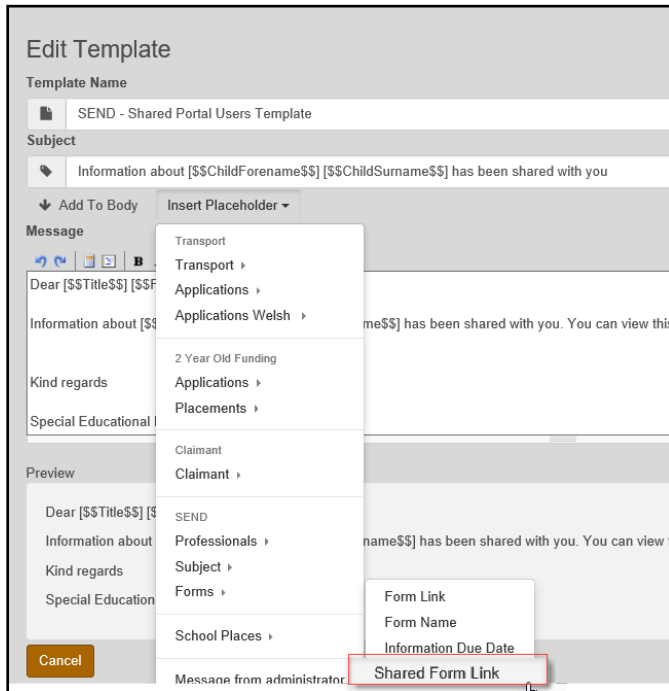 Edit Template
Template Name
SEND - Shared Portal Users Template
Subject
Information about [$$ChildForename$$] [$$ChildSurname$$] has been shared with you
Add To Body Insert Placeholder
Message
B
Transport
Transport
Applications
Applications Welsh
2 Year Old Funding
Applications
Placements
Claimant
Claimant
SEND
Professionals
Subject
Forms
School Places
Message from administrator
Form Link
Form Name
Information Due Date
Shared Form Link
Dear [$$Title$$] [$$F
Information about [$$ me$$] has been shared with you. You can view this
Kind regards
Special Educational
Preview
Dear [$$Title$$] [$
Information about name$$] has been shared with you. You can view
Kind regards
Special Education
Cancel